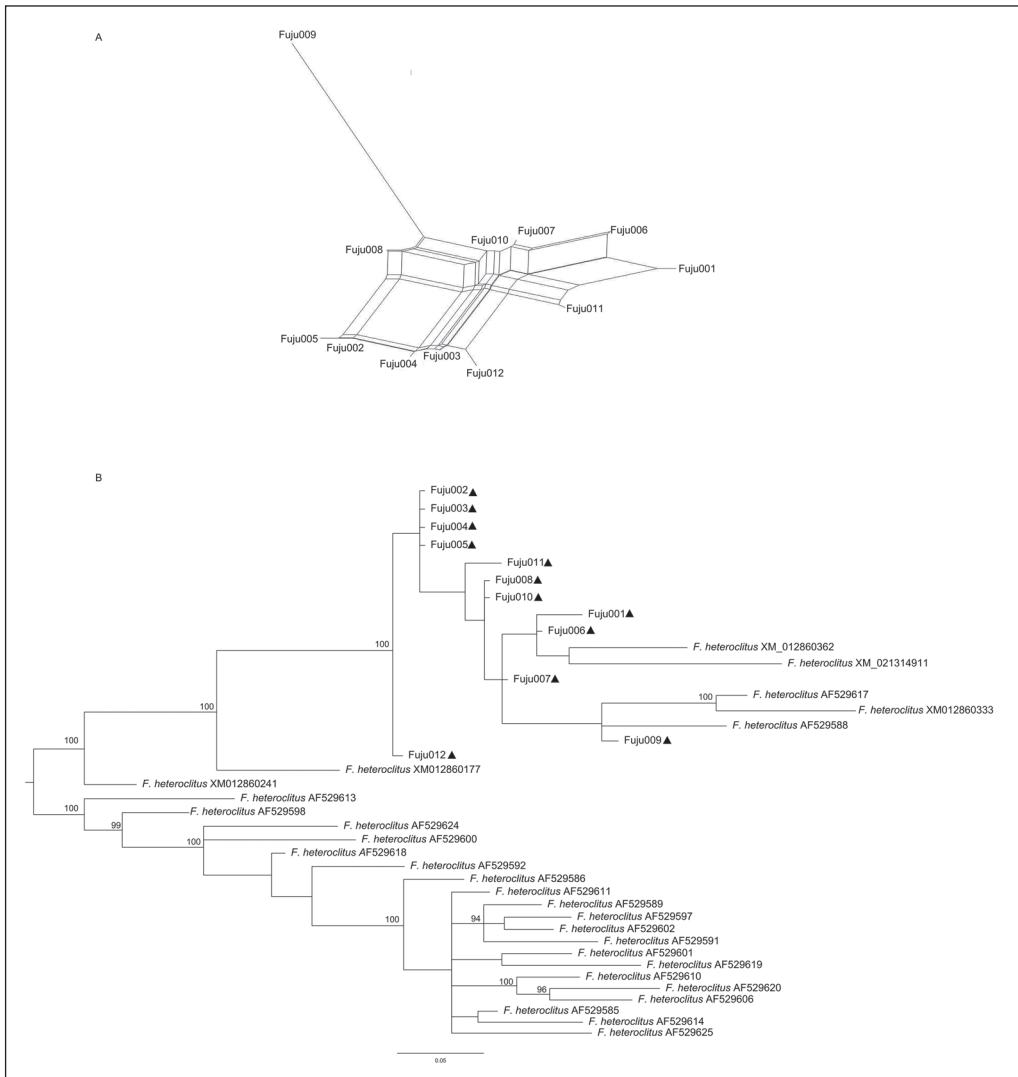 A
Fuju009
Fuju010
Fuju007
Fuju006
Fuju008
Fuju001
Fuju011
Fuju005
Fuju002
Fuju004
Fuju003
Fuju012
B
Fuju002▲
Fuju003▲
Fuju004▲
Fuju005▲
Fuju011▲
Fuju008▲
Fuju010▲
Fuju001▲
Fuju006▲
F. heteroclitus XM_012860362
F. heteroclitus XM_021314911
Fuju007▲
F. heteroclitus AF529617
100
F. heteroclitus XM012860333
F. heteroclitus AF529588
Fuju009▲
100
Fuju012▲
100
F. heteroclitus XM012860177
100
F. heteroclitus XM012860241
F. heteroclitus AF529613
100
F. heteroclitus AF529598
99
F. heteroclitus AF529624
100
F. heteroclitus AF529600
F. heteroclitus AF529618
F. heteroclitus AF529592
F. heteroclitus AF529586
100
F. heteroclitus AF529611
F. heteroclitus AF529589
94
F. heteroclitus AF529597
F. heteroclitus AF529602
F. heteroclitus AF529591
F. heteroclitus AF529601
F. heteroclitus AF529619
F. heteroclitus AF529610
100
F. heteroclitus AF529620
96
F. heteroclitus AF529606
F. heteroclitus AF529585
F. heteroclitus AF529614
F. heteroclitus AF529625
0.05